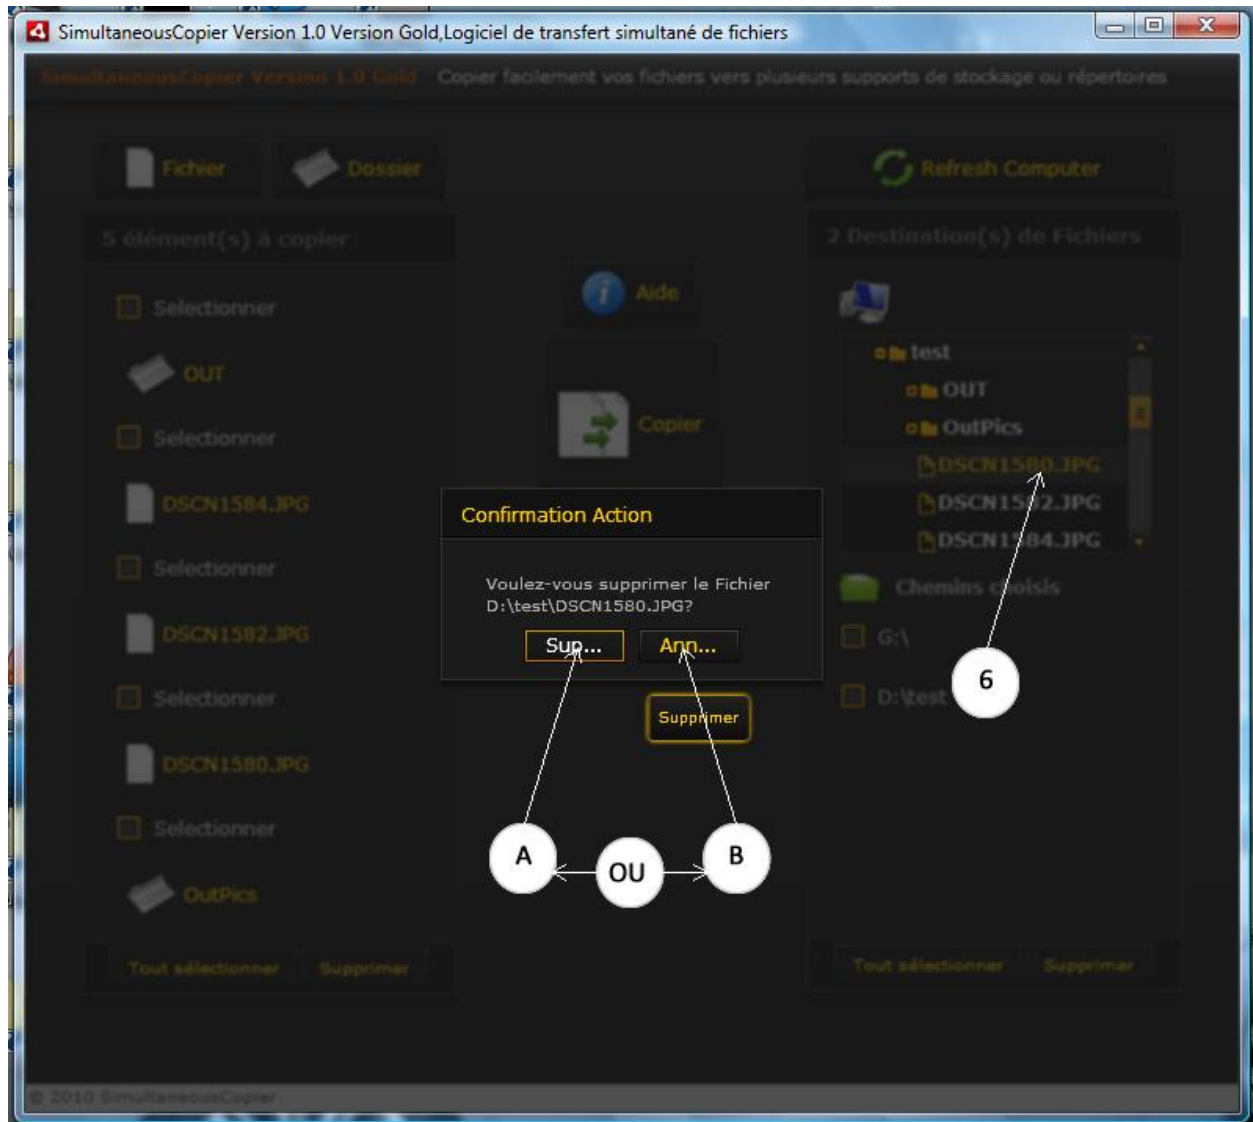 SimultaneousCopier Version 1.0 Version Gold,Logiciel de transfert simultané de fichiers
SimultaneousCopier Version 1.0 Gold Copier facilement vos fichiers vers plusieurs supports de stockage ou répertoires
Fichier Dossier
Refresh Computer
5 élément(s) à copier
Selectionner
OUT
Selectionner
DSCN1584.JPG
Selectionner
DSCN1582.JPG
Selectionner
DSCN1580.JPG
Selectionner
OutPics
Tout sélectionner Supprimer
Aide
Copier
Confirmation Action
Voulez-vous supprimer le Fichier
D:\test\DSCN1580.JPG?
Sup... Ann...
Supprimer
A OU B
2 Destination(s) de Fichiers
test
OUT
OutPics
DSCN1580.JPG
DSCN1582.JPG
DSCN1584.JPG
Chemins choisis
G:\
6
D:\test
Tout sélectionner Supprimer
© 2010 SimultaneousCopier